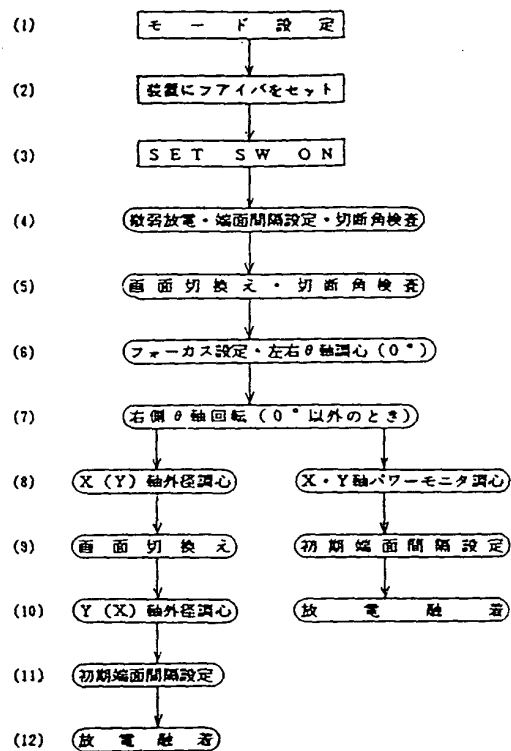 (1) モード設定
(2) 装置にフアイバをセット
(3) SET SW ON
(4) 微弱放電・端面間隔設定・切断角検査
(5) 画面切換え・切断角検査
(6) フォーカス設定・左右θ軸調心(0°)
(7) 右側θ軸回転(0°以外のとき)
(8) X(Y)軸外径調心 X・Y軸パワーモニタ調心
(9) 画面切換え 初期端面間隔設定
(10) Y(X)軸外径調心 放電融着
(11) 初期端面間隔設定
(12) 放電融着